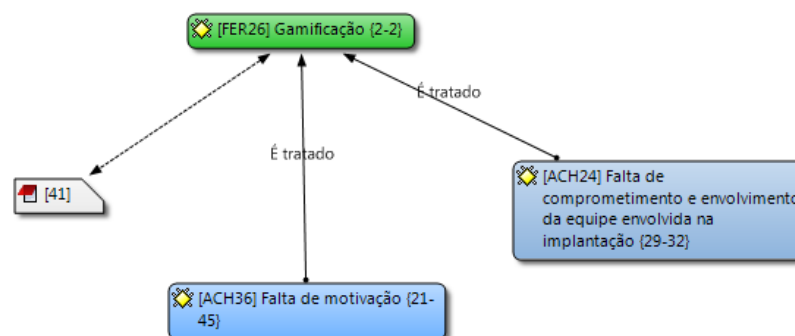 [FER26] Gamificação {2-2}
É tratado
É tratado
[41]
[ACH24] Falta de
comprometimento e envolvimento
da equipe envolvida na
implantação {29-32}
[ACH36] Falta de motivação {21-
45}